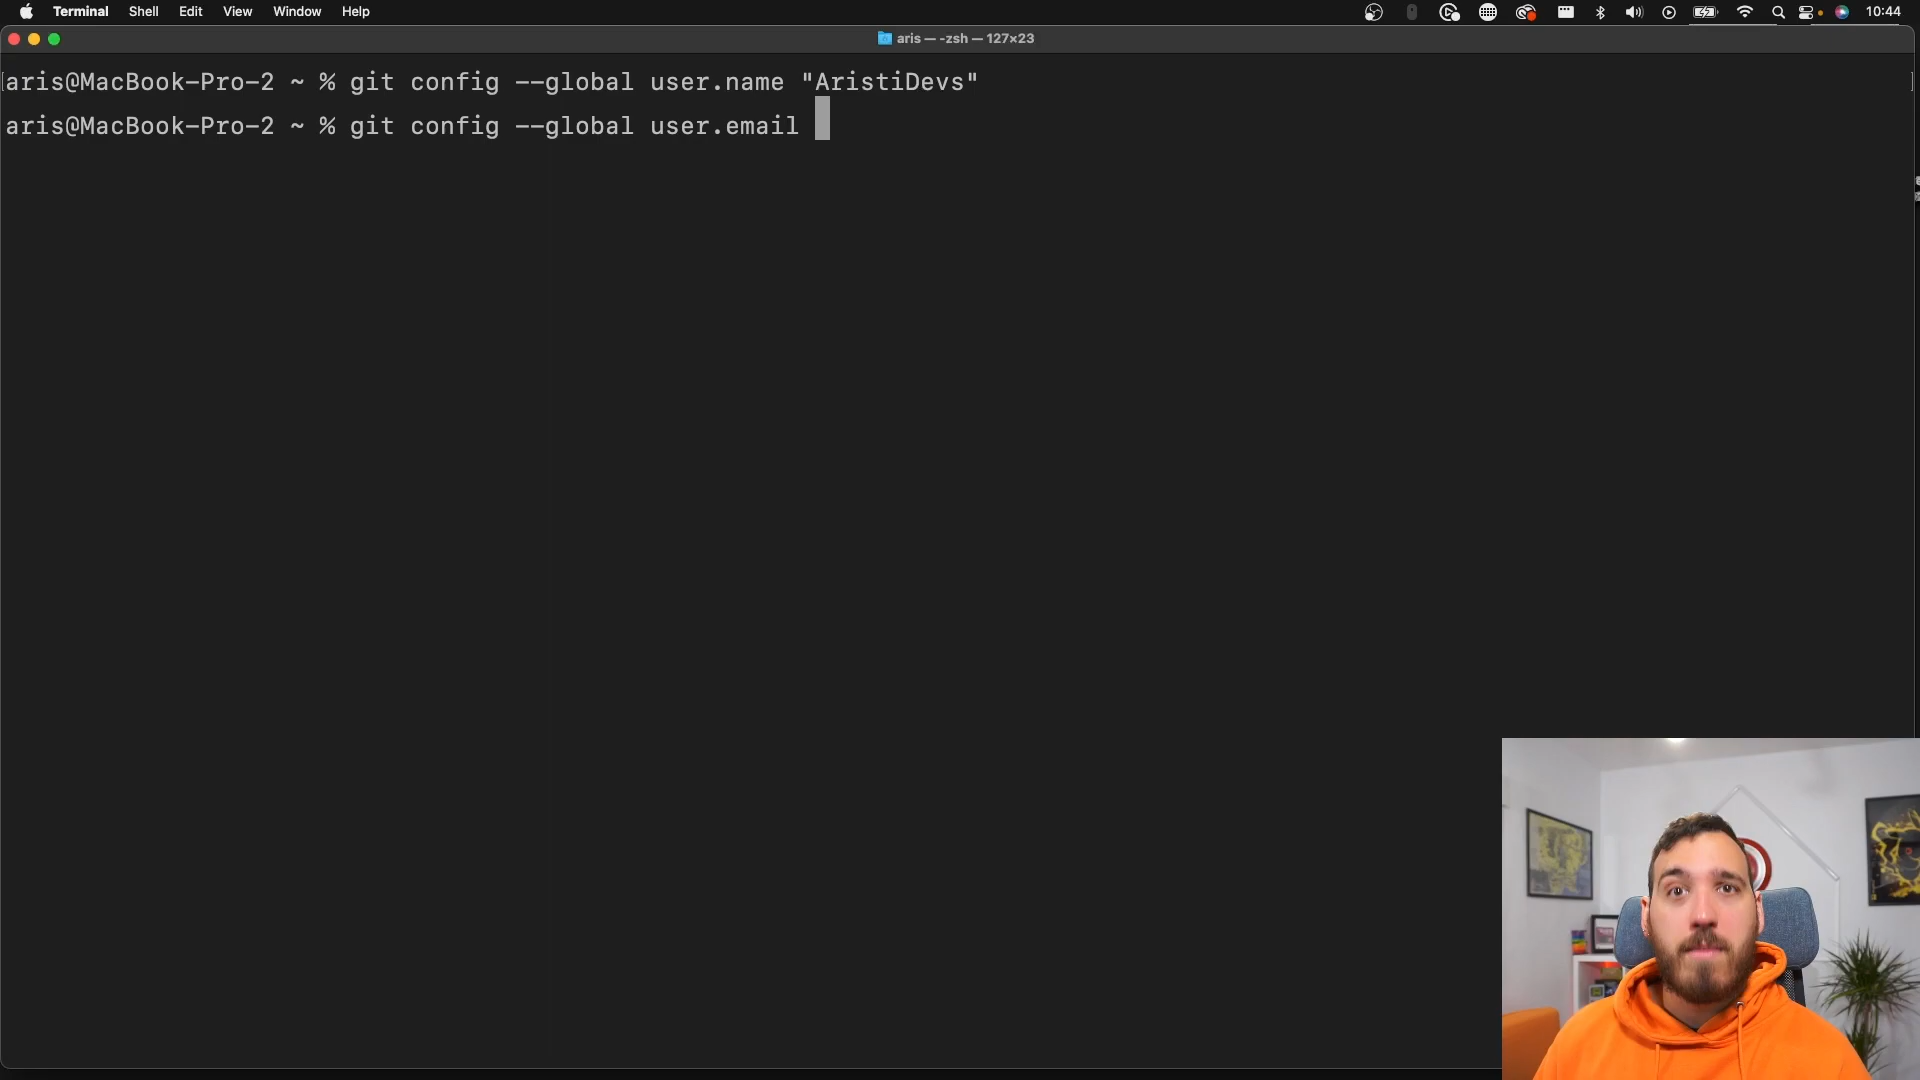 Terminal Shell Edit View Window Help 10:44
aris — -zsh — 127×23
aris@MacBook-Pro-2 ~ % git config --global user.name "AristiDevs"
aris@MacBook-Pro-2 ~ % git config --global user.email